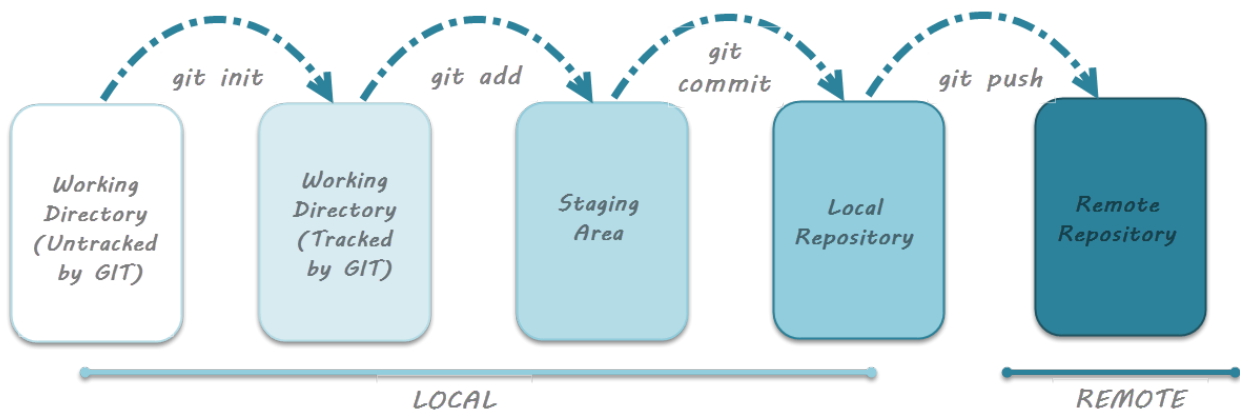 git init
git add
git
commit
git push
Working
Directory
(Untracked
by GIT)
Working
Directory
(Tracked
by GIT)
Staging
Area
Local
Repository
Remote
Repository
LOCAL
REMOTE